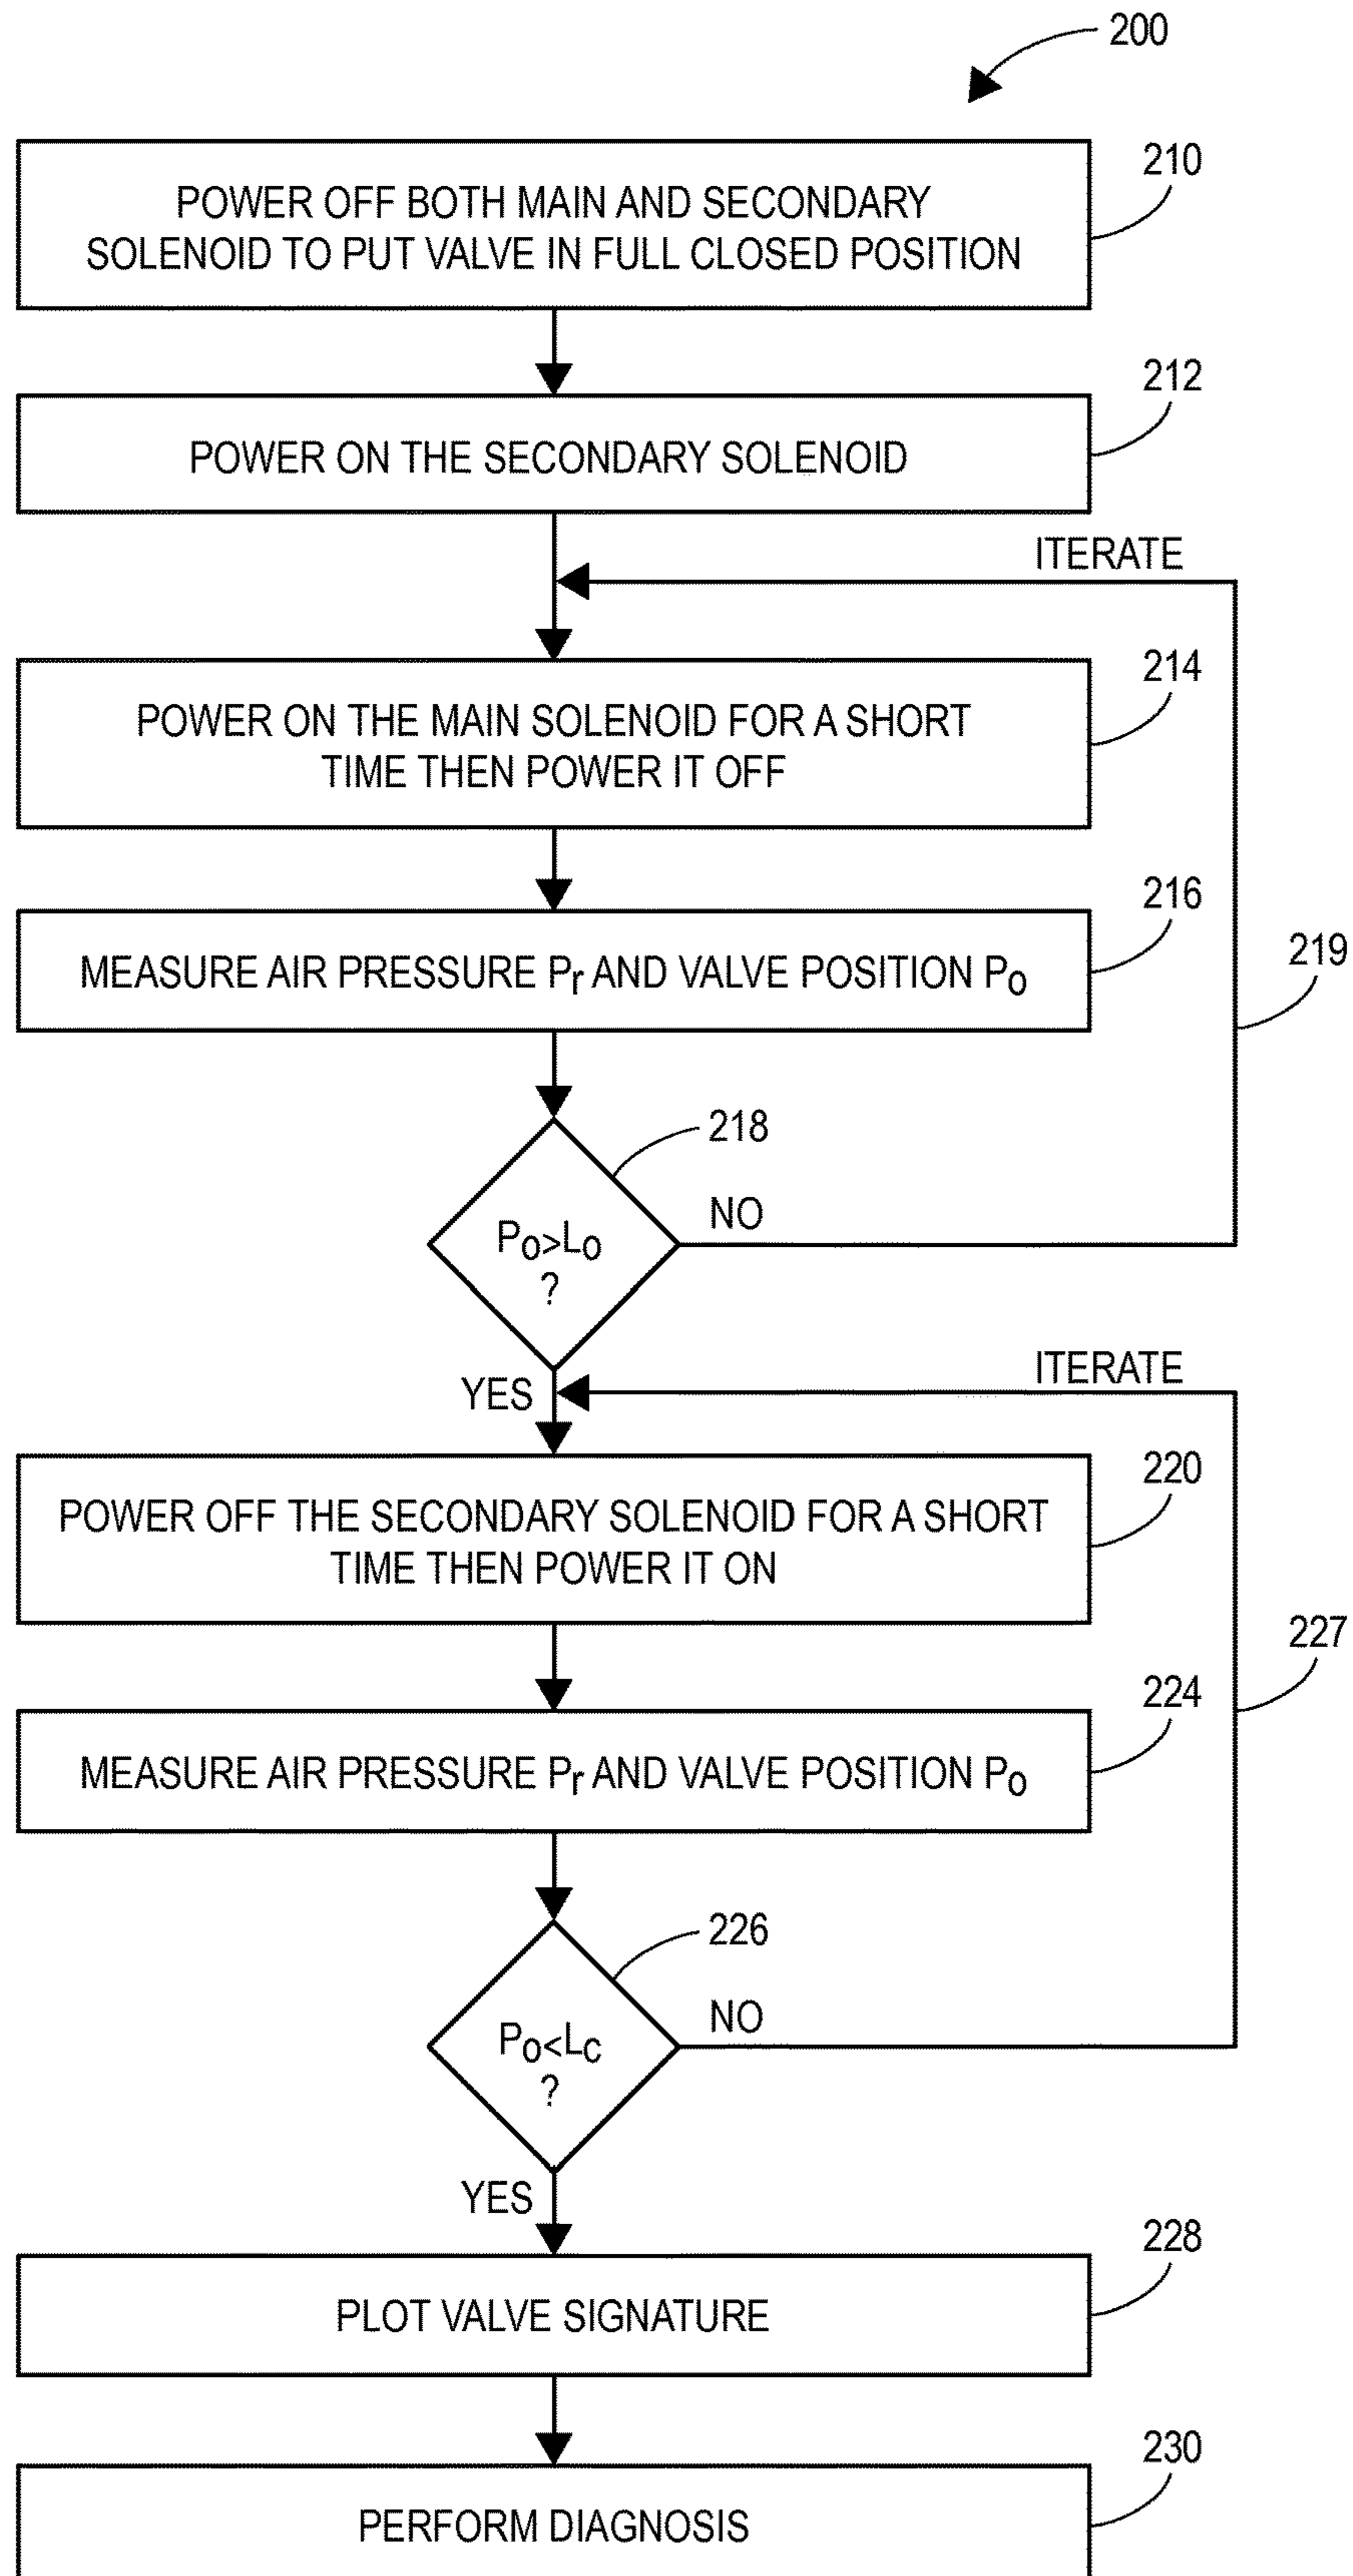 200
210
POWER OFF BOTH MAIN AND SECONDARY
SOLENOID TO PUT VALVE IN FULL CLOSED POSITION
212
POWER ON THE SECONDARY SOLENOID
ITERATE
214
POWER ON THE MAIN SOLENOID FOR A SHORT
TIME THEN POWER IT OFF
216
MEASURE AIR PRESSURE Pr AND VALVE POSITION Po
219
218
NO
Po>Lo
?
YES
ITERATE
220
POWER OFF THE SECONDARY SOLENOID FOR A SHORT
TIME THEN POWER IT ON
227
224
MEASURE AIR PRESSURE Pr AND VALVE POSITION Po
226
NO
Po<Lc
?
YES
228
PLOT VALVE SIGNATURE
230
PERFORM DIAGNOSIS